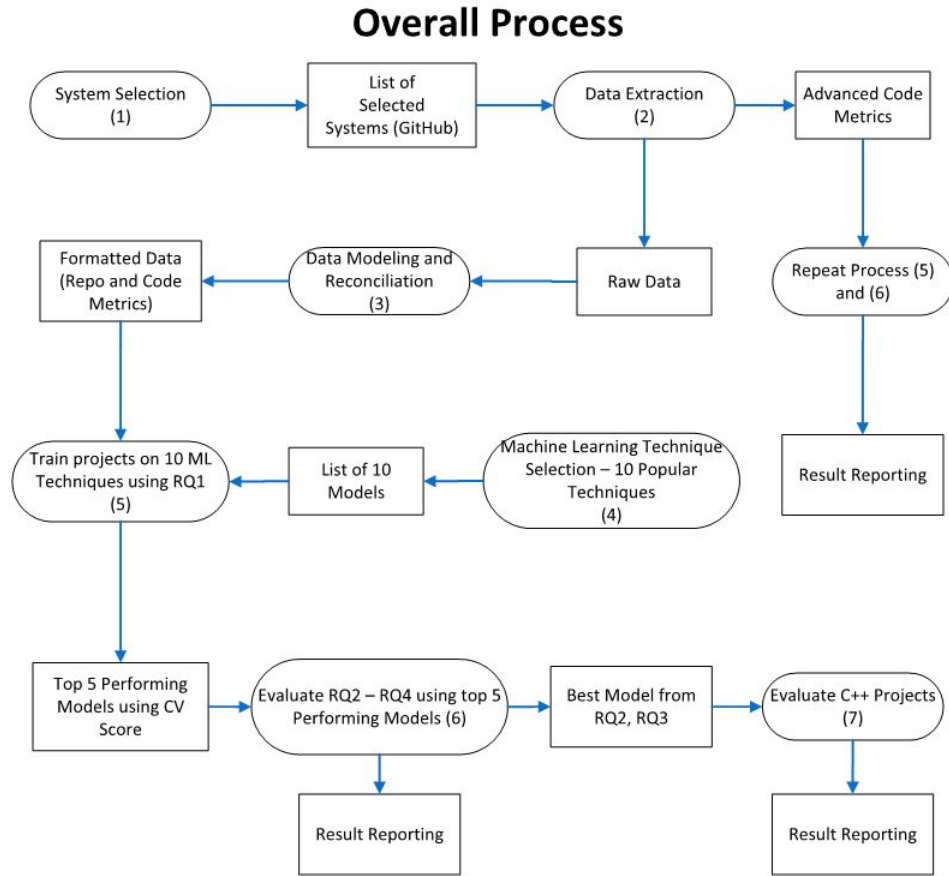 Overall Process
System Selection
(1)
List of
Selected
Systems (GitHub)
Data Extraction
(2)
Advanced Code
Metrics
Formatted Data
(Repo and Code
Metrics)
Data Modeling and
Reconciliation
(3)
Raw Data
Repeat Process (5)
and (6)
Train projects on 10 ML
Techniques using RQ1
(5)
List of 10
Models
Machine Learning Technique
Selection – 10 Popular
Techniques
(4)
Result Reporting
Top 5 Performing
Models using CV
Score
Evaluate RQ2 – RQ4 using top 5
Performing Models (6)
Best Model from
RQ2, RQ3
Evaluate C++ Projects
(7)
Result Reporting
Result Reporting